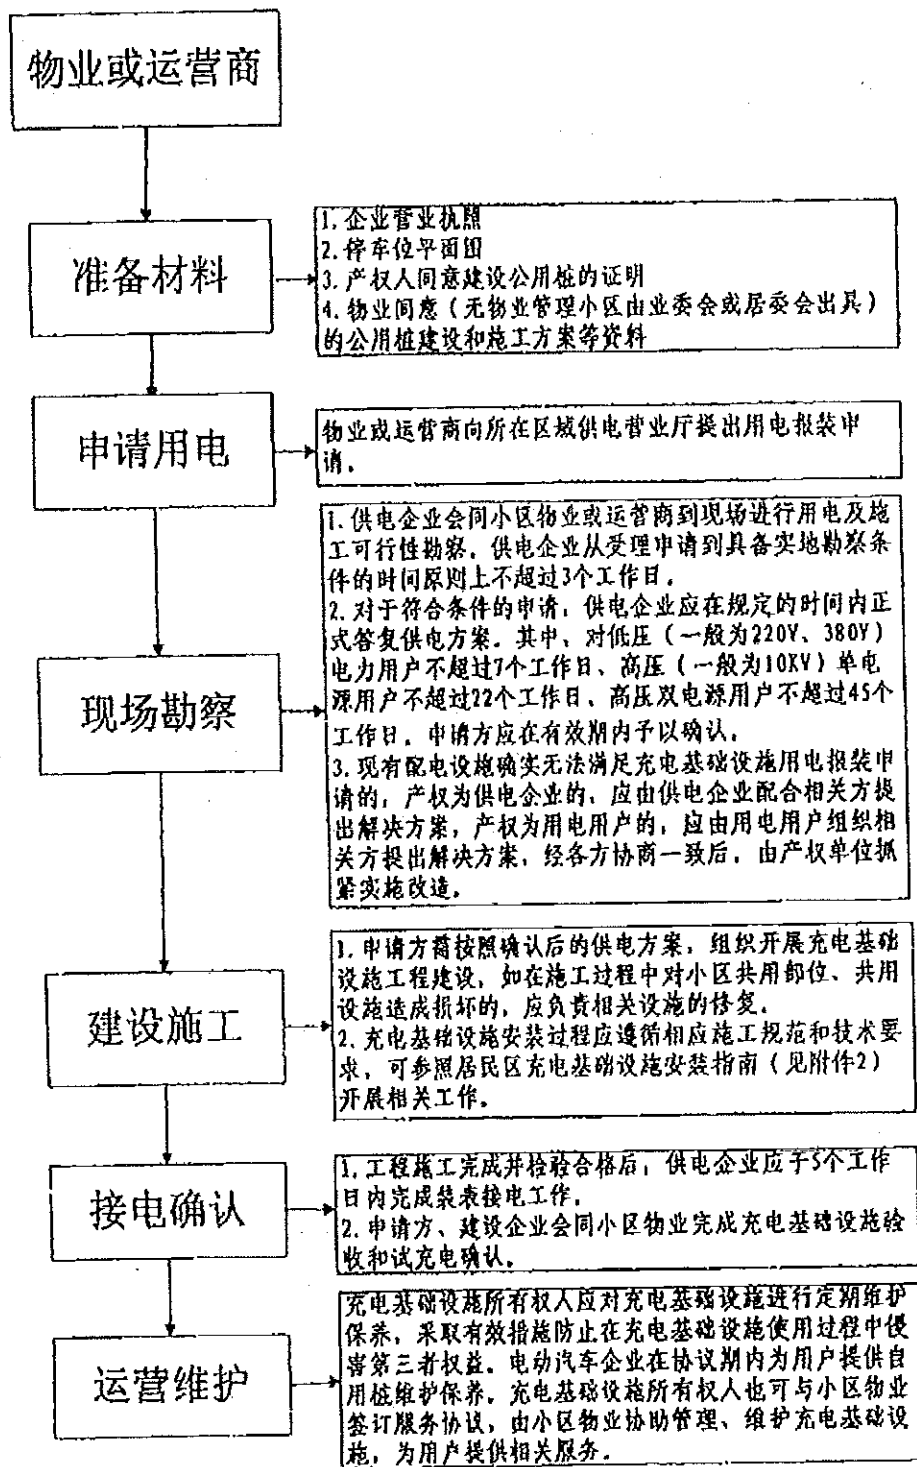 物业或运营商
准备材料
1. 企业营业执照
2. 停车位平面图
3. 产权人同意建设公用桩的证明
4. 物业同意（无物业管理小区由业委会或居委会出具）
的公用桩建设和施工方案等资料
申请用电
物业或运营商向所在区域供电营业厅提出用电报装申
请。
现场勘察
1. 供电企业会同小区物业或运营商到现场进行用电及施
工可行性勘察。供电企业从受理申请到具备实地勘察条
件的时间原则上不超过3个工作日。
2. 对于符合条件的申请，供电企业应在规定的时间内正
式答复供电方案。其中、对低压（一般为220V、380V）
电力用户不超过7个工作日、高压（一般为10KV）单电
源用户不超过22个工作日、高压双电源用户不超过45个
工作日。申请方应在有效期内予以确认。
3. 现有配电设施确实无法满足充电基础设施用电报装申
请的，产权为供电企业的、应由供电企业配合相关方提
出解决方案，产权为用电用户的，应由用电用户组织相
关方提出解决方案，经各方协商一致后，由产权单位抓
紧实施改造。
建设施工
1. 申请方需按照确认后的供电方案，组织开展充电基础
设施工程建设，如在施工过程中对小区共用部位、共用
设施造成损坏的，应负责相关设施的修复。
2. 充电基础设施安装过程应遵循相应施工规范和技术要
求，可参照居民区充电基础设施安装指南（见附件2）
开展相关工作。
接电确认
1. 工程施工完成并检验合格后，供电企业应于5个工作
日内完成装表接电工作。
2. 申请方、建设企业会同小区物业完成充电基础设施验
收和试充电确认。
运营维护
充电基础设施所有权人应对充电基础设施进行定期维护
保养，采取有效措施防止在充电基础设施使用过程中侵
害第三者权益。电动汽车企业在协议期内为用户提供自
用桩维护保养。充电基础设施所有权人也可与小区物业
签订服务协议，由小区物业协助管理、维护充电基础设
施，为用户提供相关服务。